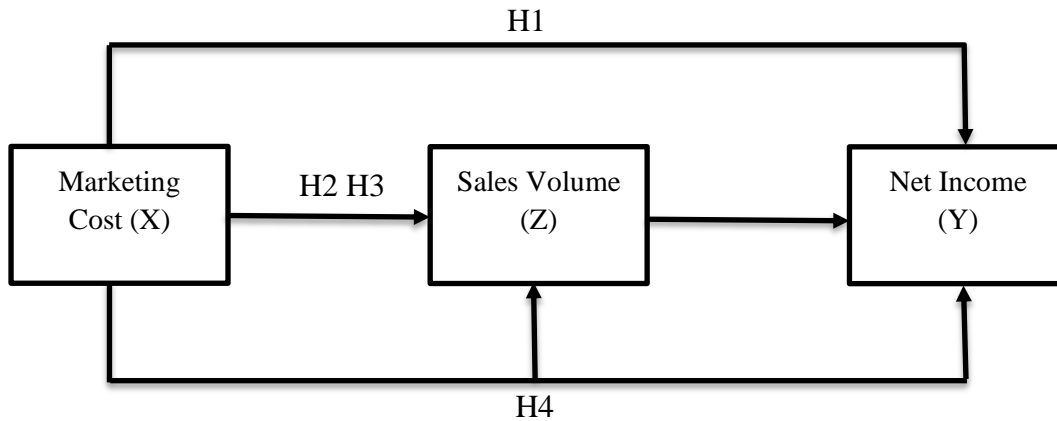 H1
Marketing
Cost (X)
H2 H3
Sales Volume
(Z)
Net Income
(Y)
H4